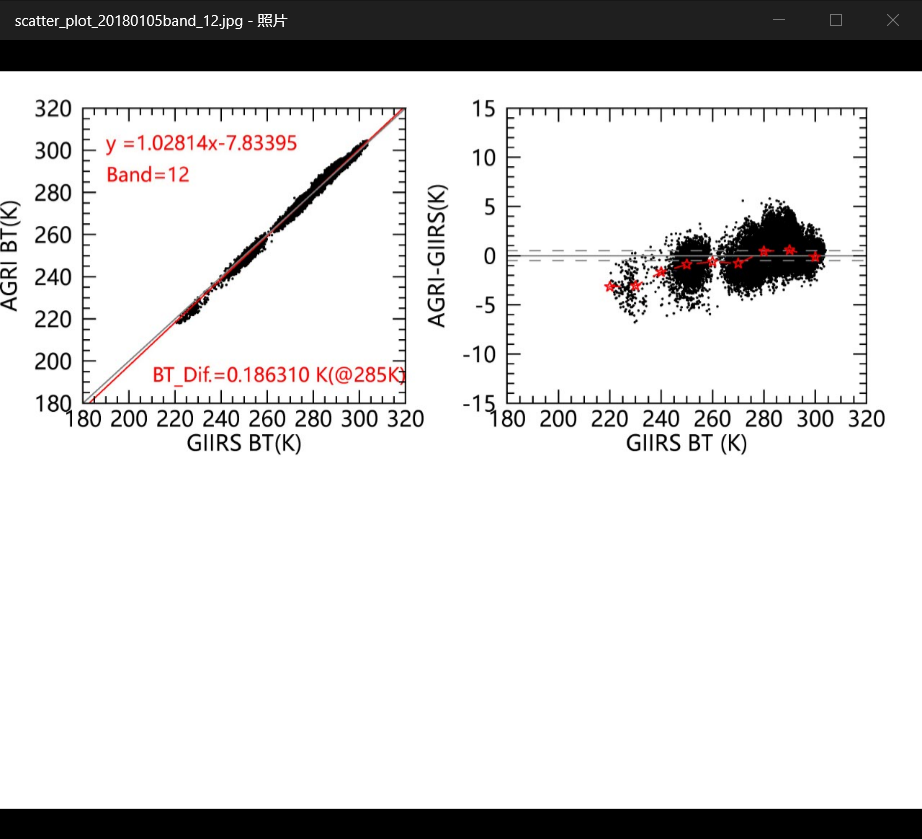 scatter_plot_20180105band_12.jpg - 照片
320
300
280
260
240
220
200
180
AGRI BT(K)
y =1.02814x-7.83395
Band=12
BT_Dif.=0.186310 K(@285K)
180 200 220 240 260 280 300 320
GIIRS BT(K)
15
10
5
0
-5
-10
-15
AGRI-GIIRS(K)
180 200 220 240 260 280 300 320
GIIRS BT (K)